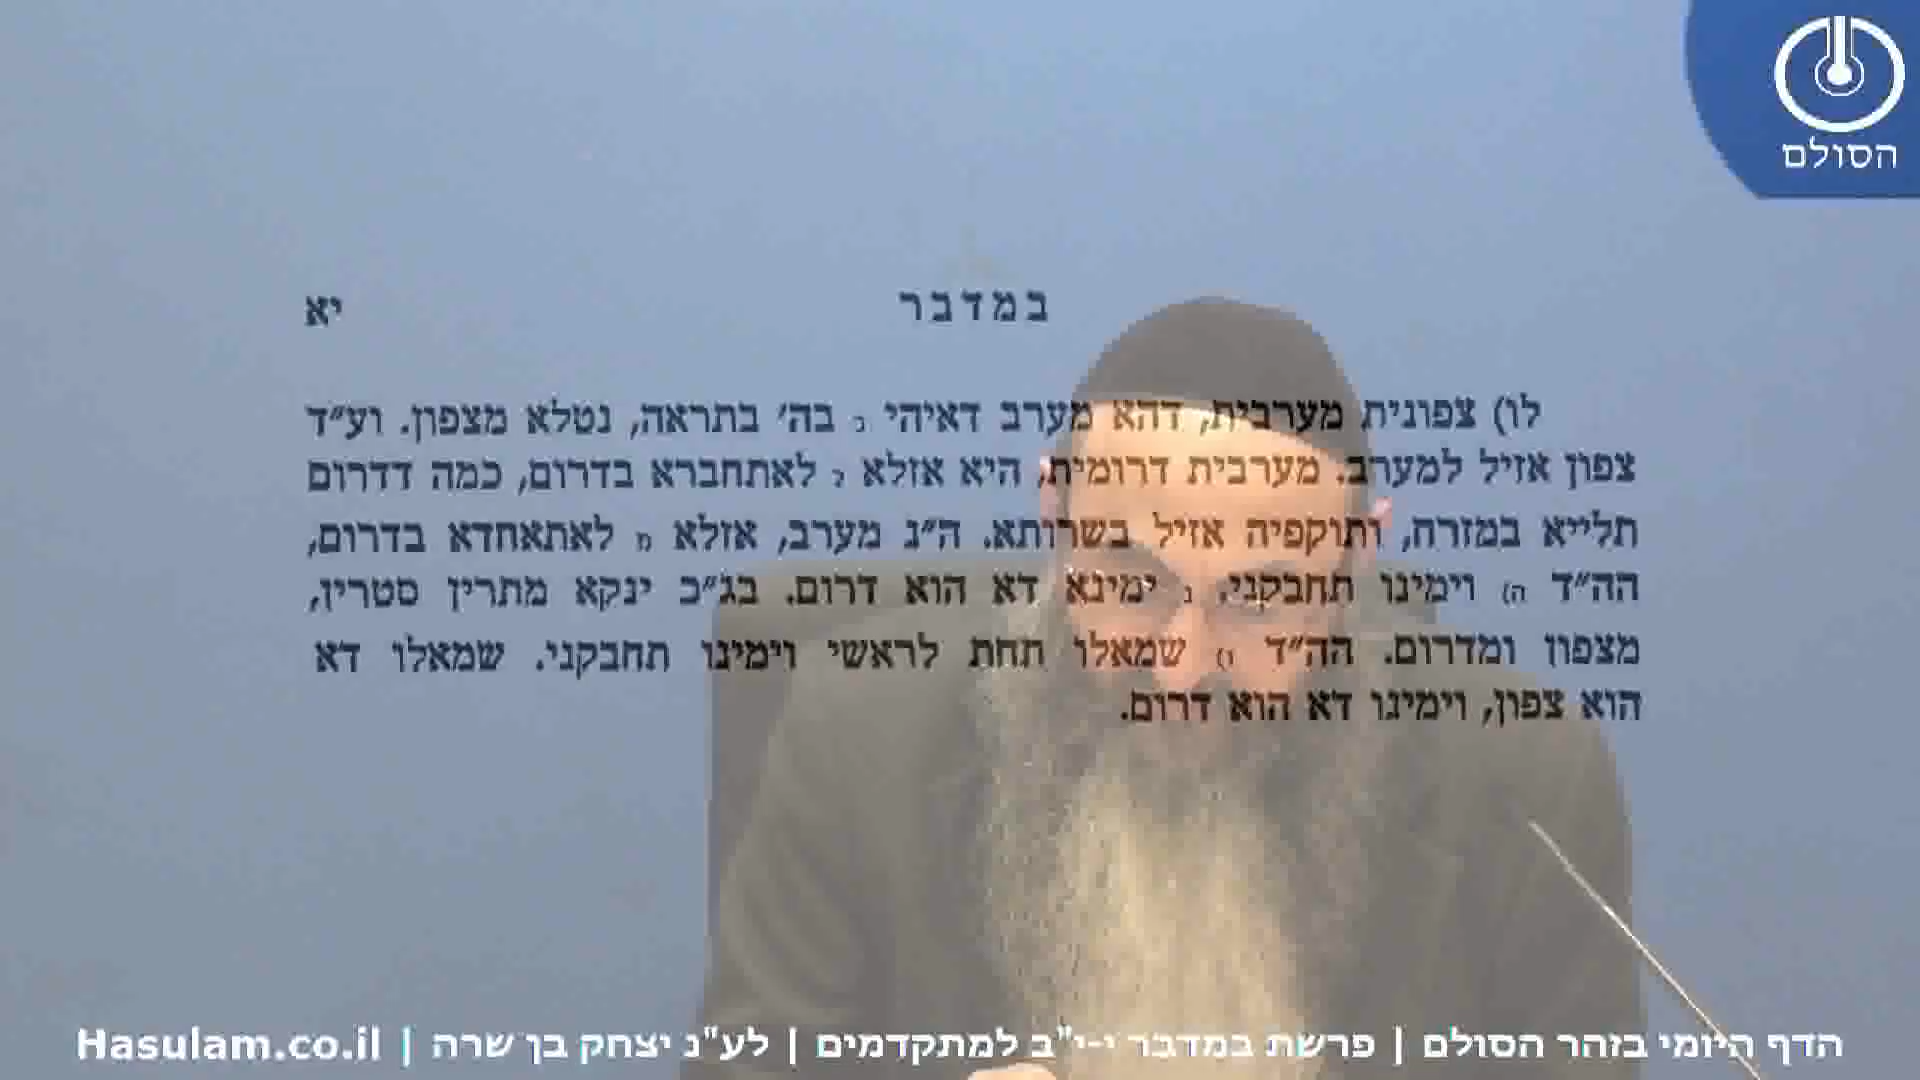 הסולם
במדבר יא
לו) צפונית מערבית, דהא מערב דאיהי כ בה׳ בתראה, נטלא מצפון. וע״ד
צפון אזיל למערב. מערבית דרומית, היא אזלא ל לאתחברא בדרום, כמה דדרום
תלייא במזרח, ותוקפיה אזיל בשרותא. ה״נ מערב, אזלא מ לאתאחדא בדרום,
הה״ד ה) וימינו תחבקני. נ ימינא דא הוא דרום. בג״כ ינקא מתרין סטרין,
מצפון ומדרום. הה״ד ו) שמאלו תחת לראשי וימינו תחבקני. שמאלו דא
הוא צפון, וימינו דא הוא דרום.
הדף היומי בזהר הסולם | פרשת במדבר י-י"ב למתקדמים | לע"נ יצחק בן שרה | Hasulam.co.il